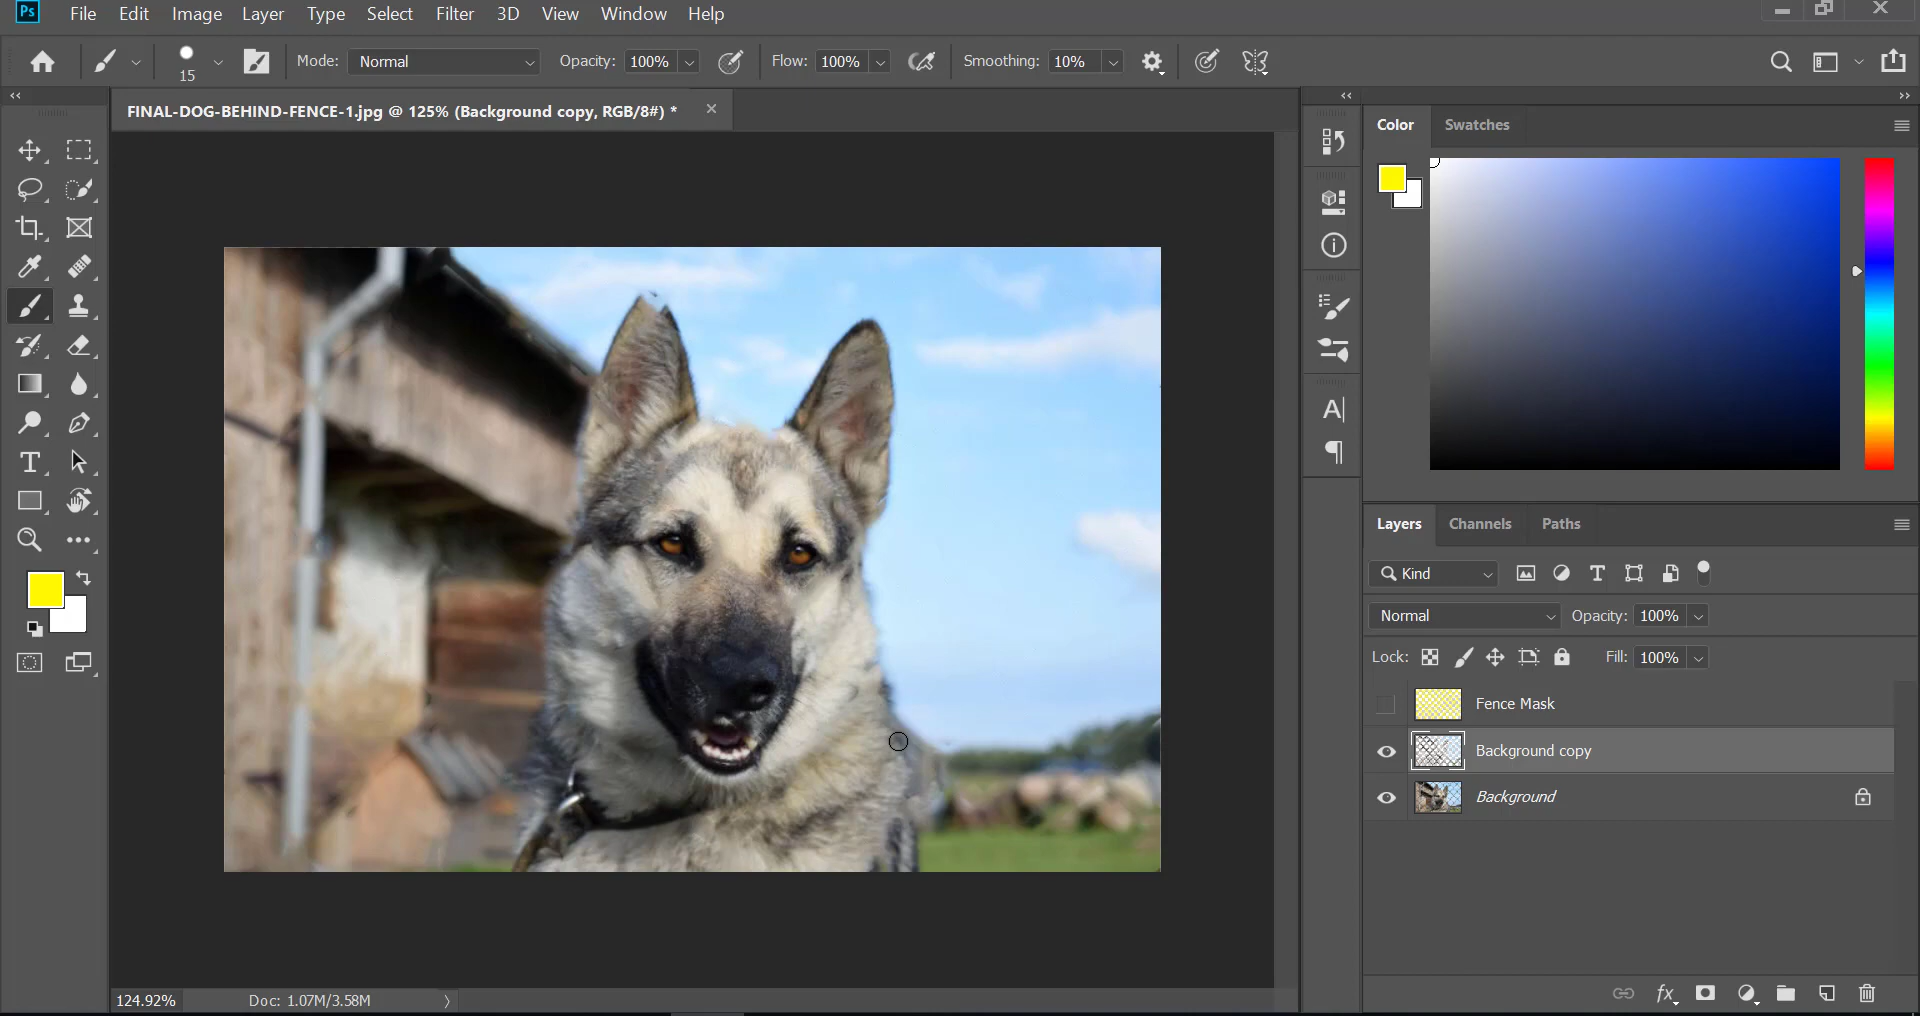 Ps File Edit Image Layer Type Select Filter 3D View Window Help
15 Mode: Normal Opacity: 100% Flow: 100% Smoothing: 10%
FINAL-DOG-BEHIND-FENCE-1.jpg @ 125% (Background copy, RGB/8#) *
Color Swatches
Layers Channels Paths
Kind
Normal Opacity: 100%
Lock: Fill: 100%
Fence Mask
Background copy
Background
124.92% Doc: 1.07M/3.58M